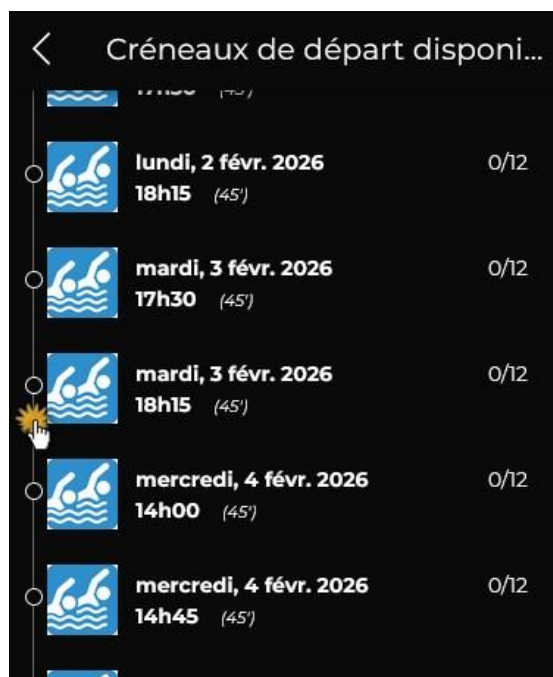 Créneaux de départ disponi...
17h30 (45')
lundi, 2 févr. 2026 0/12
18h15 (45')
mardi, 3 févr. 2026 0/12
17h30 (45')
mardi, 3 févr. 2026 0/12
18h15 (45')
mercredi, 4 févr. 2026 0/12
14h00 (45')
mercredi, 4 févr. 2026 0/12
14h45 (45')